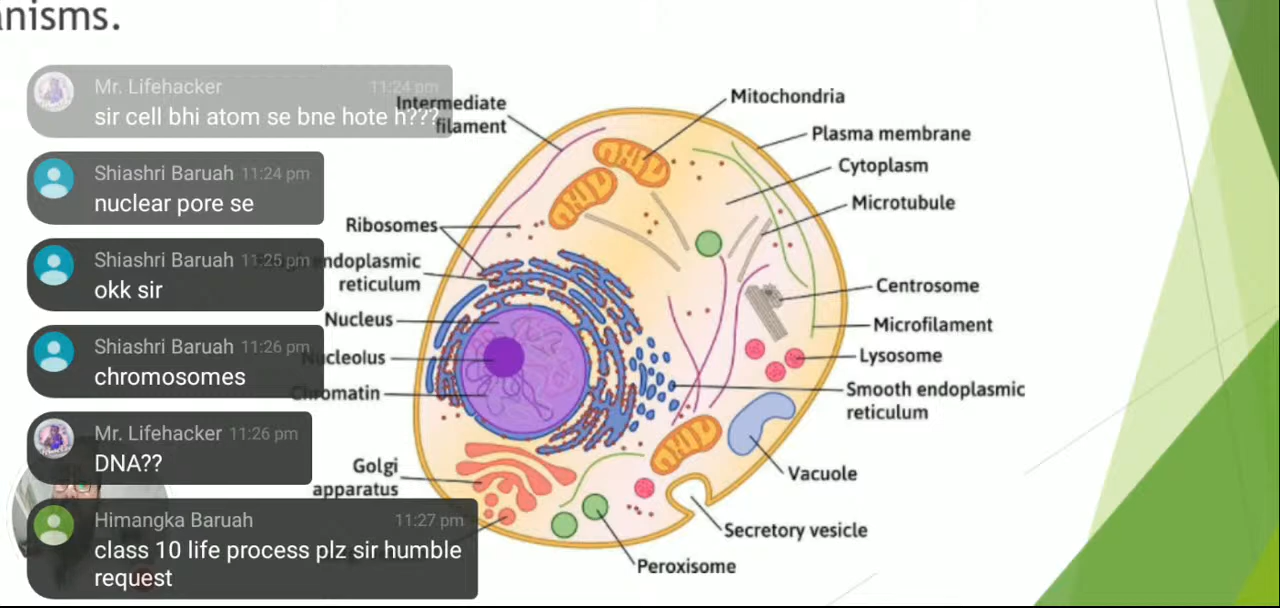 nisms.
Mr. Lifehacker 11:24 pm
sir cell bhi atom se bne hote h???
Shiashri Baruah 11:24 pm
nuclear pore se
Shiashri Baruah 11:25 pm
okk sir
Shiashri Baruah 11:26 pm
chromosomes
Mr. Lifehacker 11:26 pm
DNA??
Himangka Baruah 11:27 pm
class 10 life process plz sir humble
request
Intermediate
filament
Ribosomes
endoplasmic
reticulum
Nucleus
Nucleolus
Chromatin
Golgi
apparatus
Mitochondria
Plasma membrane
Cytoplasm
Microtubule
Centrosome
Microfilament
Lysosome
Smooth endoplasmic
reticulum
Vacuole
Secretory vesicle
Peroxisome